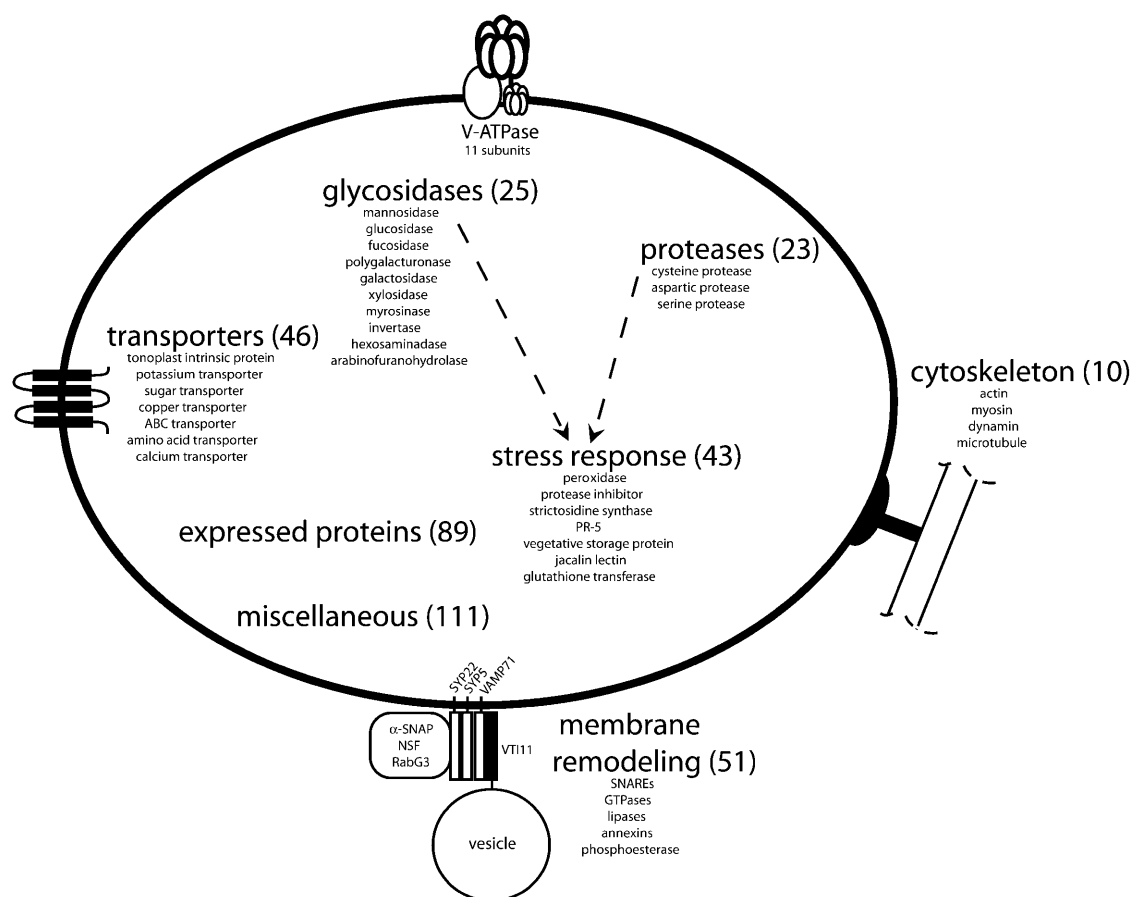 V-ATPase
11 subunits
glycosidases (25)
mannosidase
glucosidase
fucosidase
polygalacturonase
galactosidase
xylosidase
myrosinase
invertase
hexosaminadase
arabinofuranohydrolase
proteases (23)
cysteine protease
aspartic protease
serine protease
transporters (46)
tonoplast intrinsic protein
potassium transporter
sugar transporter
copper transporter
ABC transporter
amino acid transporter
calcium transporter
cytoskeleton (10)
actin
myosin
dynamin
microtubule
stress response (43)
peroxidase
protease inhibitor
strictosidine synthase
PR-5
vegetative storage protein
jacalin lectin
glutathione transferase
expressed proteins (89)
miscellaneous (111)
SYP22
SYP5
VAMP71
α-SNAP
NSF
RabG3
VTI11
membrane
remodeling (51)
SNAREs
GTPases
lipases
annexins
phosphoesterase
vesicle